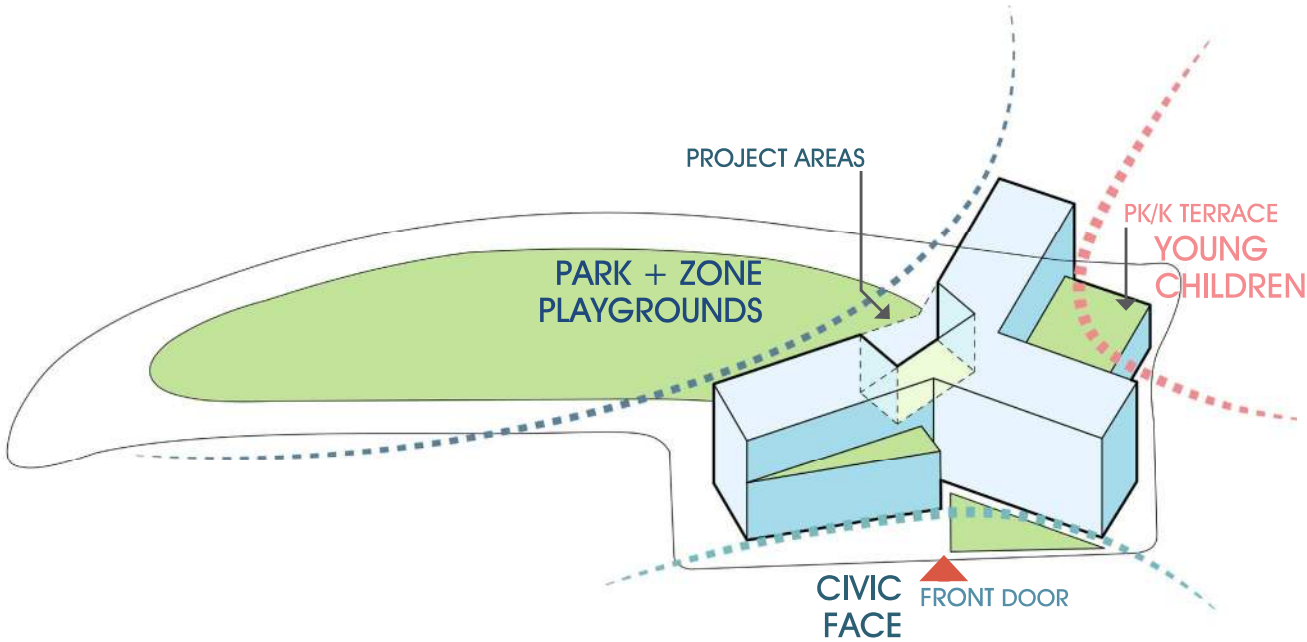 PROJECT AREAS
PK/K TERRACE
YOUNG
CHILDREN
PARK + ZONE
PLAYGROUNDS
CIVIC
FACE
FRONT DOOR